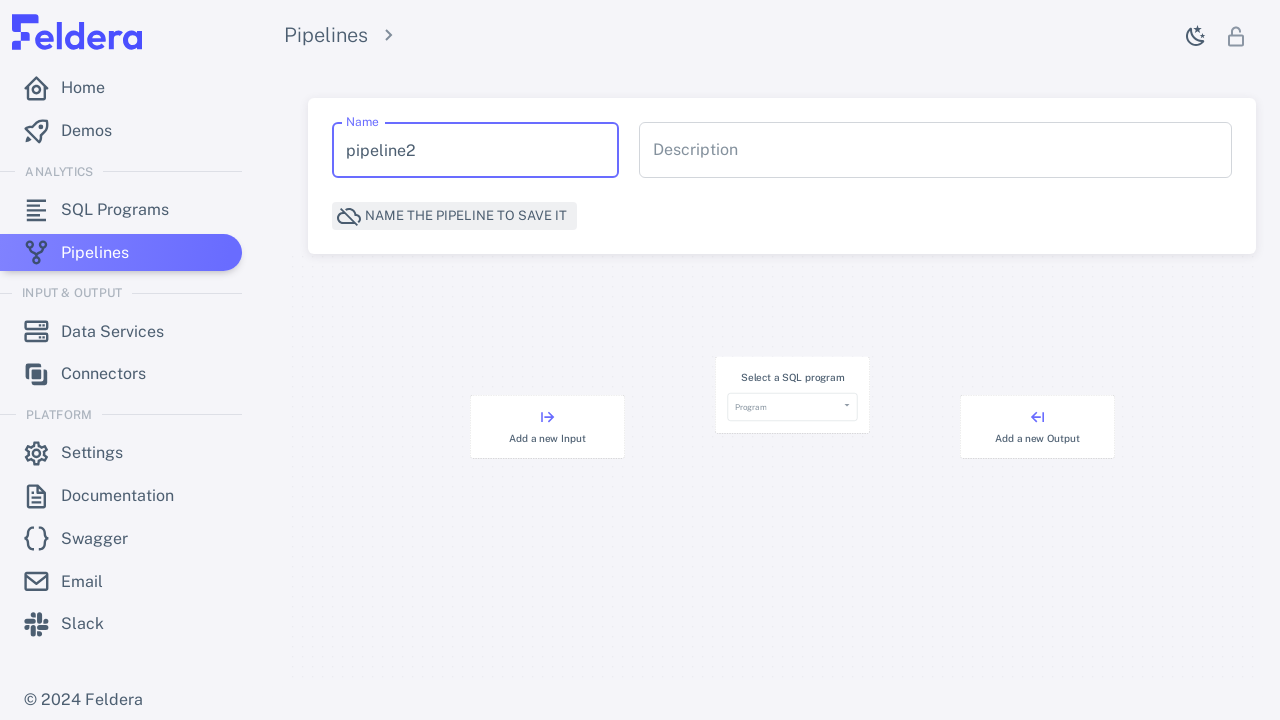 Feldera
Home
Demos
ANALYTICS
SQL Programs
Pipelines
INPUT & OUTPUT
Data Services
Connectors
PLATFORM
Settings
Documentation
Swagger
Email
Slack
© 2024 Feldera
Pipelines
Name
pipeline2
Description
NAME THE PIPELINE TO SAVE IT
Add a new Input
Select a SQL program
Program
Add a new Output